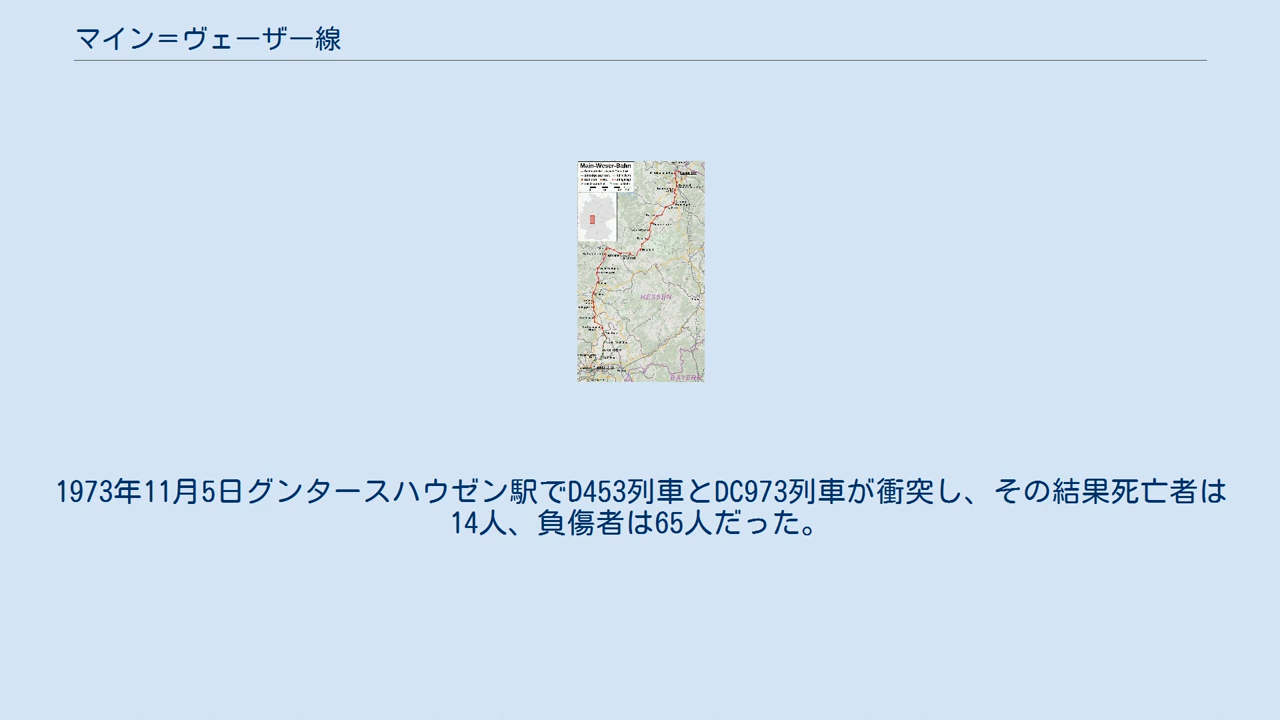 マイン＝ヴェーザー線
Main-Weser-Bahn
HESSEN
BAYERN
1973年11月5日グンタースハウゼン駅でD453列車とDC973列車が衝突し、その結果死亡者は
14人、負傷者は65人だった。